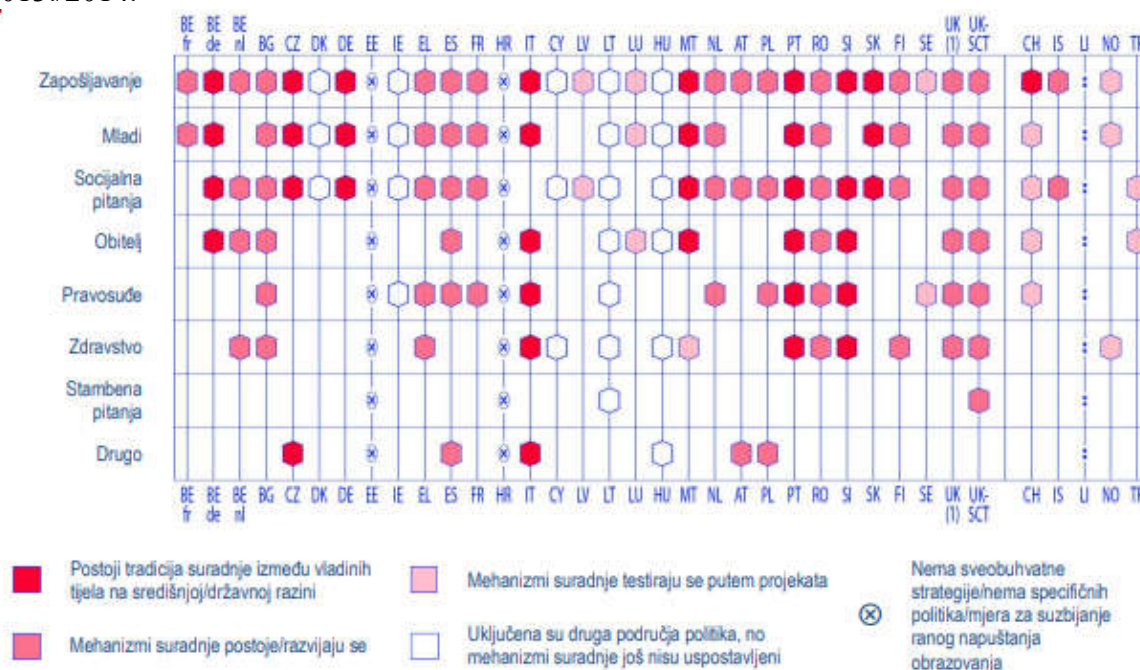 BE BE BE UK UK-
fr de nl BG CZ DK DE EE IE EL ES FR HR IT CY LV LT LU HU MT NL AT PL PT RO SI SK FI SE (1) SCT CH IS LI NO
Zapošljavanje
Mladi
Socijalna
pitanja
Obitelj
Pravosuđe
Zdravstvo
Stambena
pitanja
Drugo
BE BE BE BG CZ DK DE EE IE EL ES FR HR IT CY LV LT LU HU MT NL AT PL PT RO SI SK FI SE UK UK- CH IS LI NO
fr de nl (1) SCT
Postoji tradicija suradnje između vladinih
tijela na središnjoj/državnoj razini
Mehanizmi suradnje postoje/razvijaju se
Mehanizmi suradnje testiraju se putem projekata
Uključena su druga područja politika, no
mehanizmi suradnje još nisu uspostavljeni
Nema sveobuhvatne
strategije/nema specifičnih
politika/mjera za suzbijanje
ranog napuštanja
obrazovanja